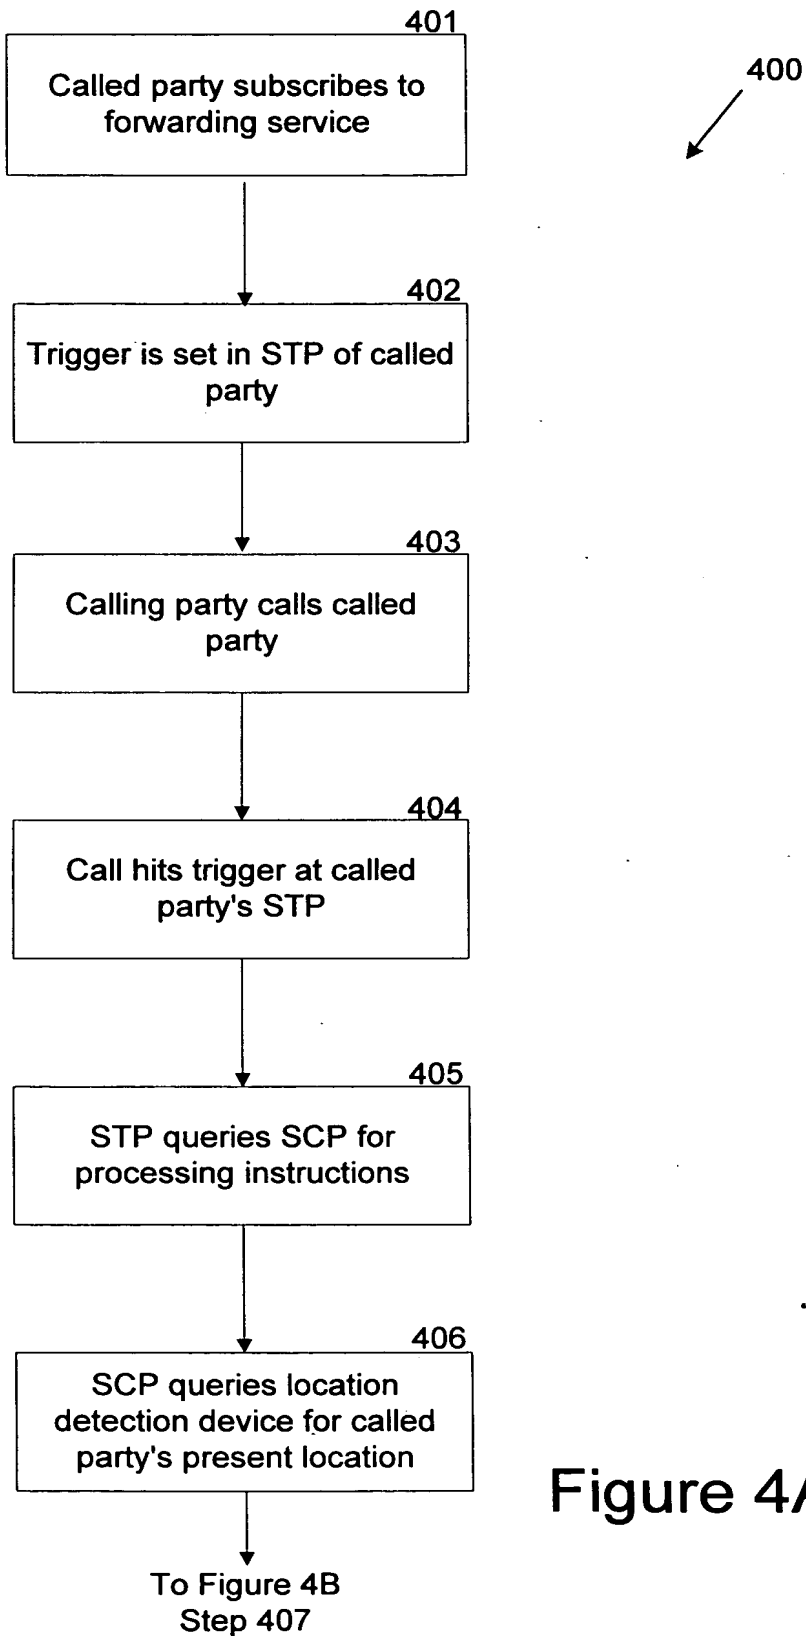 401
Called party subscribes to
forwarding service
400
402
Trigger is set in STP of called
party
403
Calling party calls called
party
404
Call hits trigger at called
party's STP
405
STP queries SCP for
processing instructions
406
SCP queries location
detection device for called
party's present location
Figure 4A
To Figure 4B
Step 407